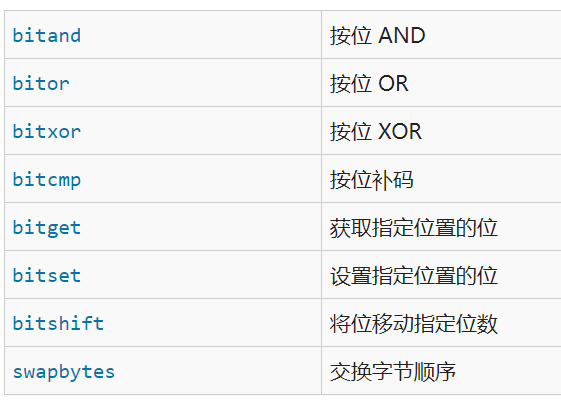 bitand 按位 AND
bitor 按位 OR
bitxor 按位 XOR
bitcmp 按位补码
bitget 获取指定位置的位
bitset 设置指定位置的位
bitshift 将位移动指定位数
swapbytes 交换字节顺序